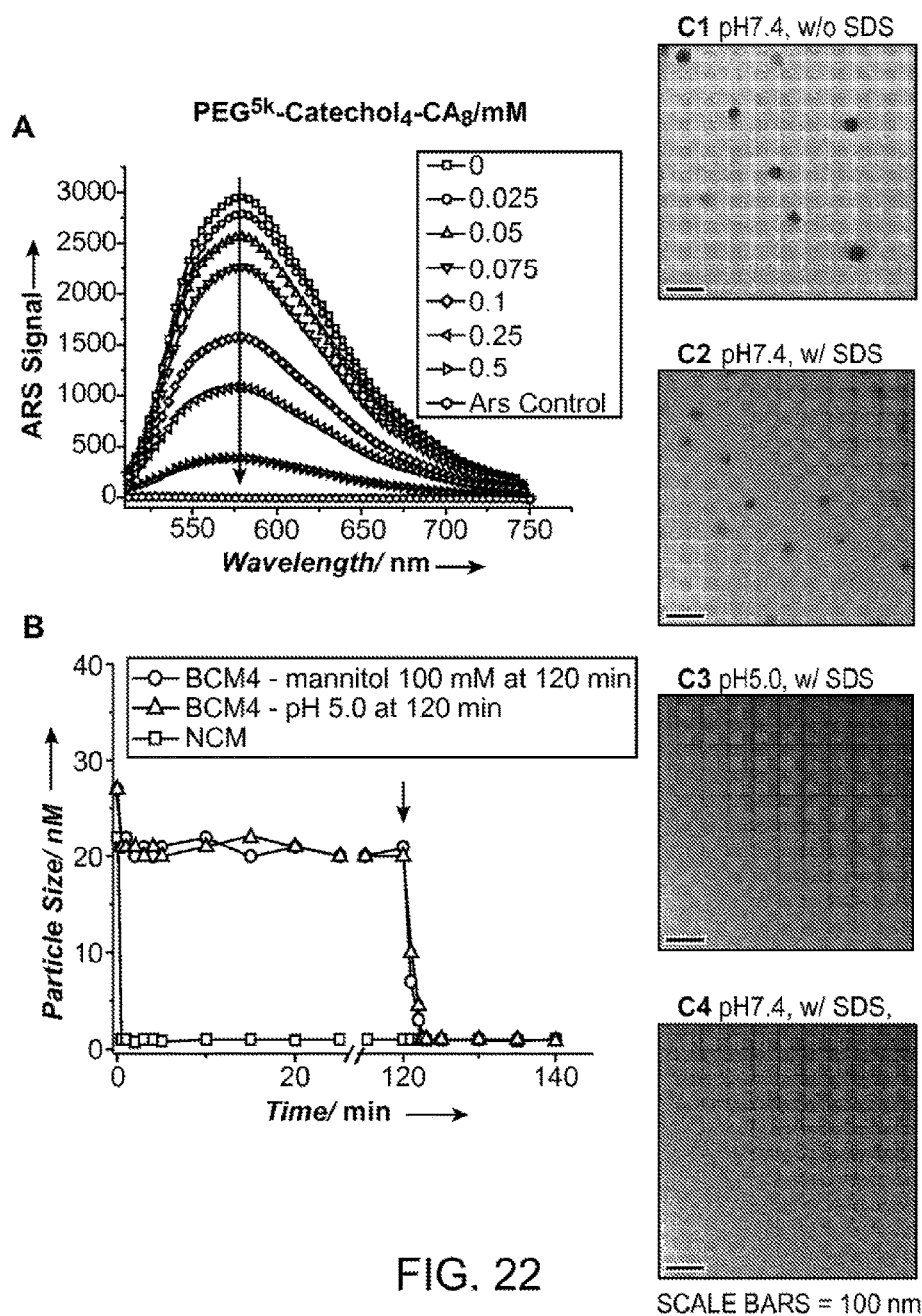 A
PEG5k-Catechol4-CA8/mM
ARS Signal
3000
2500
2000
1500
1000
500
0
0
0.025
0.05
0.075
0.1
0.25
0.5
Ars Control
550 600 650 700 750
Wavelength/ nm
B
BCM4 - mannitol 100 mM at 120 min
BCM4 - pH 5.0 at 120 min
NCM
Particle Size/ nM
40
30
20
10
0
0 20 120 140
Time/ min
C1 pH7.4, w/o SDS
C2 pH7.4, w/ SDS
C3 pH5.0, w/ SDS
C4 pH7.4, w/ SDS,
SCALE BARS = 100 nm
FIG. 22